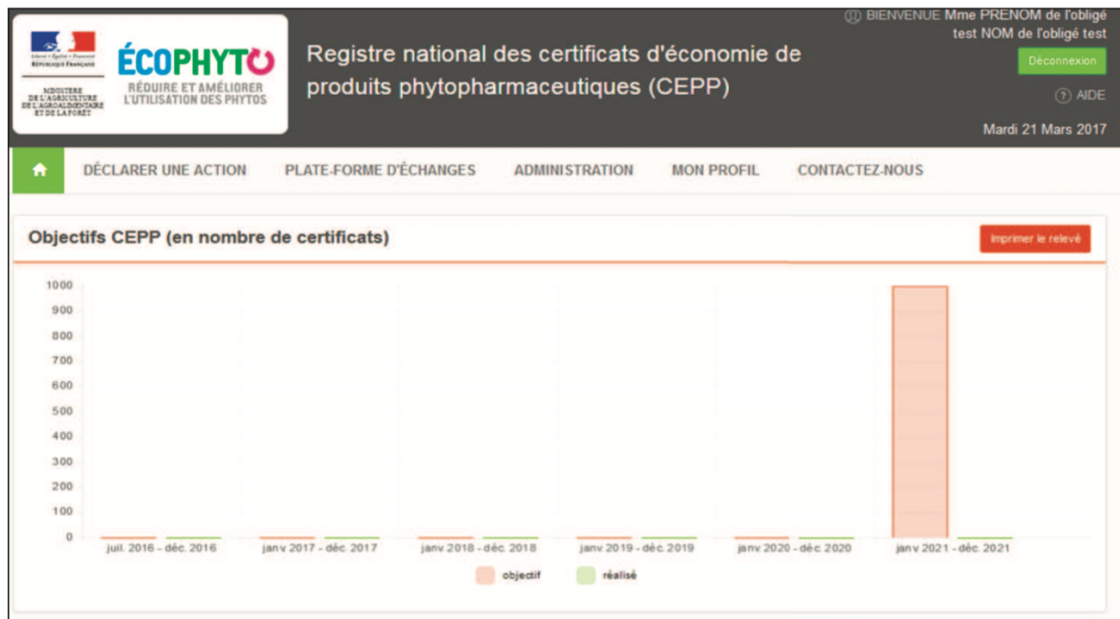 BIENVENUE Mme PRENOM de l'obligé
test NOM de l'obligé test
Liberté • Égalité • Fraternité
RÉPUBLIQUE FRANÇAISE
MINISTÈRE
DE L'AGRICULTURE
DE L'AGROALIMENTAIRE
ET DE LA FORÊT
ÉCOPHYTO
RÉDUIRE ET AMÉLIORER
L'UTILISATION DES PHYTOS
Registre national des certificats d'économie de
produits phytopharmaceutiques (CEPP)
Déconnexion
? AIDE
Mardi 21 Mars 2017
DÉCLARER UNE ACTION PLATE-FORME D'ÉCHANGES ADMINISTRATION MON PROFIL CONTACTEZ-NOUS
Objectifs CEPP (en nombre de certificats)
Imprimer le relevé
1000
900
800
700
600
500
400
300
200
100
0
juil. 2016 - déc. 2016 janv 2017 - déc. 2017 janv 2018 - déc. 2018 janv. 2019 - déc. 2019 janv. 2020 - déc. 2020 janv 2021 - déc. 2021
objectif réalisé